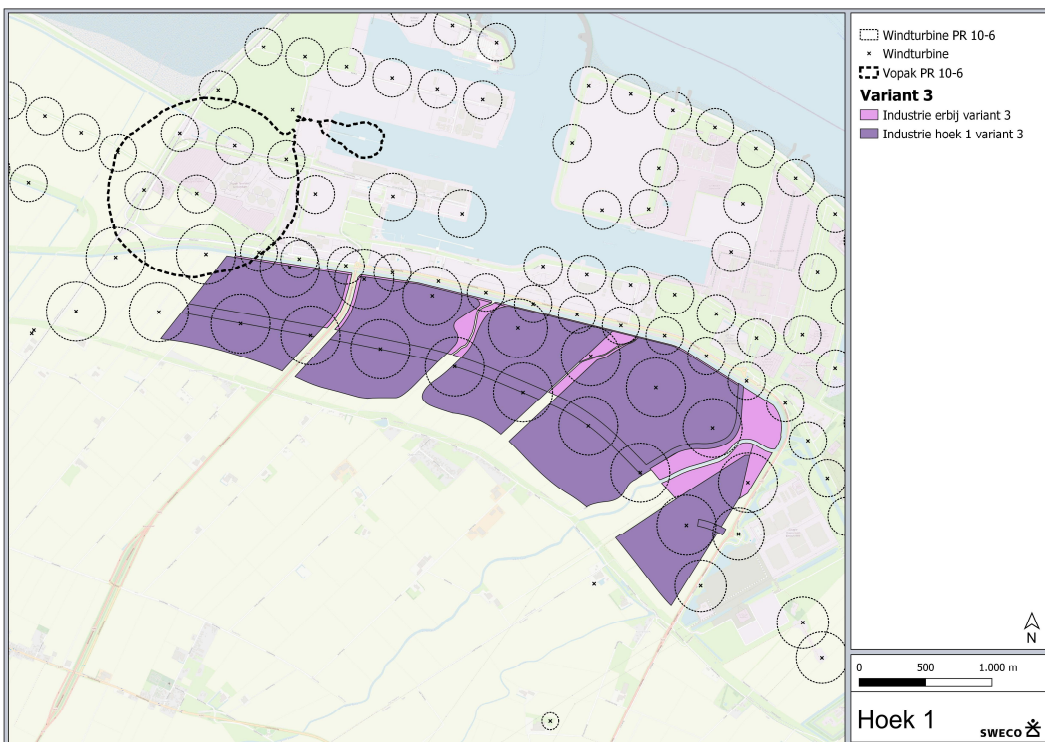 Windturbine PR 10-6
Windturbine
Vopak PR 10-6
Variant 3
Industrie erbij variant 3
Industrie hoek 1 variant 3
N
0 500 1.000 m
Hoek 1
SWECO